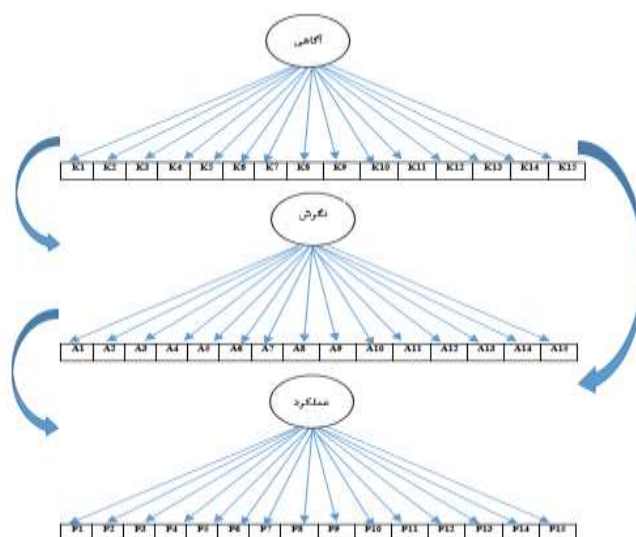 آگاهی
K1 K2 K3 K4 K5 K6 K7 K8 K9 K10 K11 K12 K13 K14 K15
نگرش
A1 A2 A3 A4 A5 A6 A7 A8 A9 A10 A11 A12 A13 A14 A15
عملکرد
P1 P2 P3 P4 P5 P6 P7 P8 P9 P10 P11 P12 P13 P14 P15